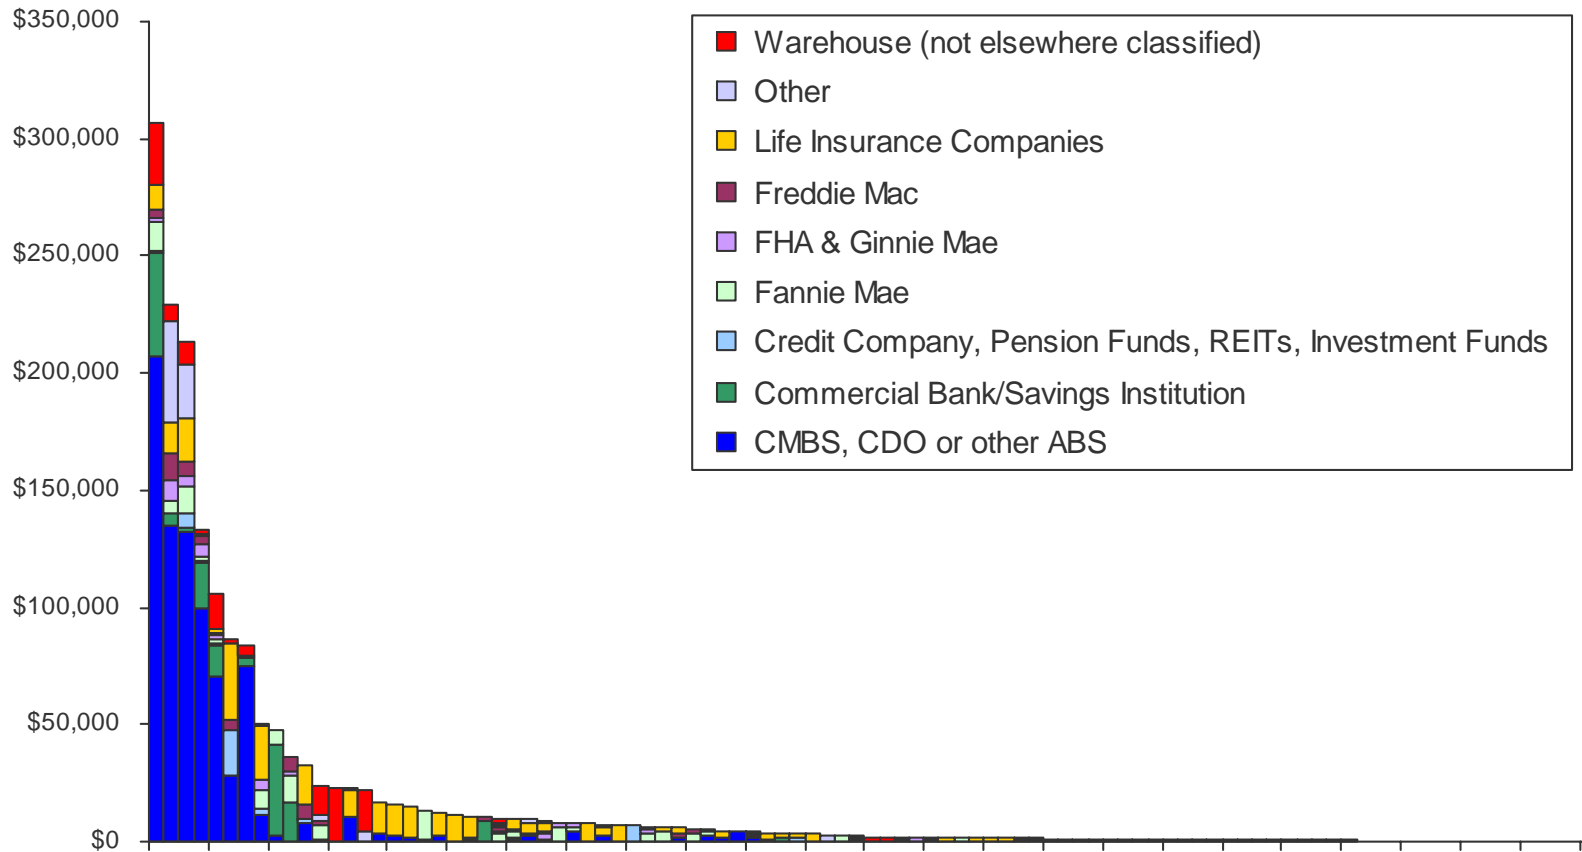 $350,000
$300,000
$250,000
$200,000
$150,000
$100,000
$50,000
$0
Warehouse (not elsewhere classified)
Other
Life Insurance Companies
Freddie Mac
FHA & Ginnie Mae
Fannie Mae
Credit Company, Pension Funds, REITs, Investment Funds
Commercial Bank/Savings Institution
CMBS, CDO or other ABS